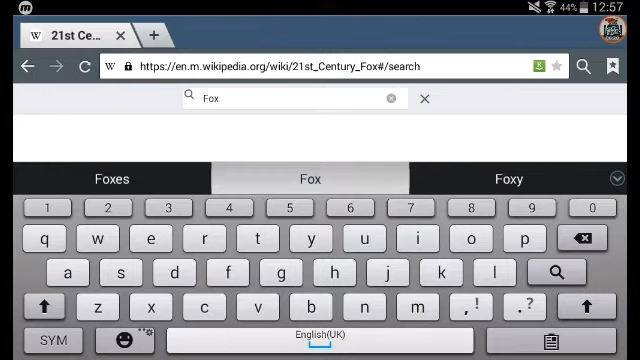 44% 12:57
W 21st Ce...
W https://en.m.wikipedia.org/wiki/21st_Century_Fox#/search
Fox
Foxes Fox Foxy
1 2 3 4 5 6 7 8 9 0
q w e r t y u i o p
a s d f g h j k l
z x c v b n m ,! .?
SYM English(UK)